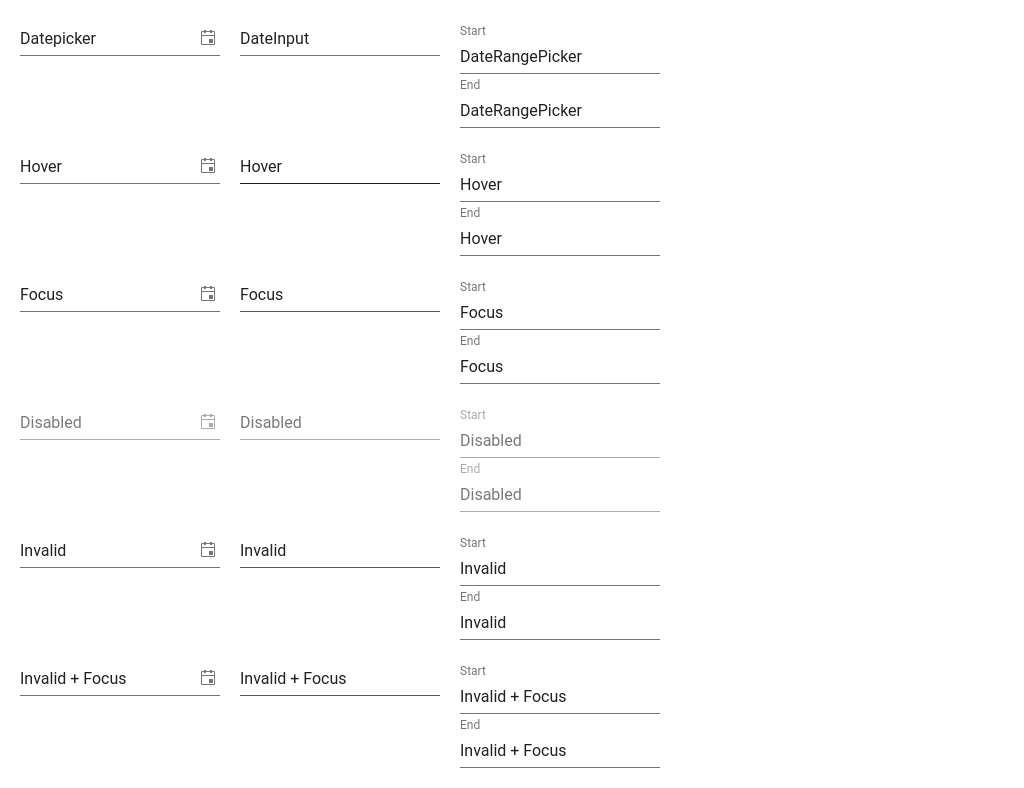 Datepicker
DateInput
Start
DateRangePicker
End
DateRangePicker
Hover
Hover
Start
Hover
End
Hover
Focus
Focus
Start
Focus
End
Focus
Disabled
Disabled
Start
Disabled
End
Disabled
Invalid
Invalid
Start
Invalid
End
Invalid
Invalid + Focus
Invalid + Focus
Start
Invalid + Focus
End
Invalid + Focus